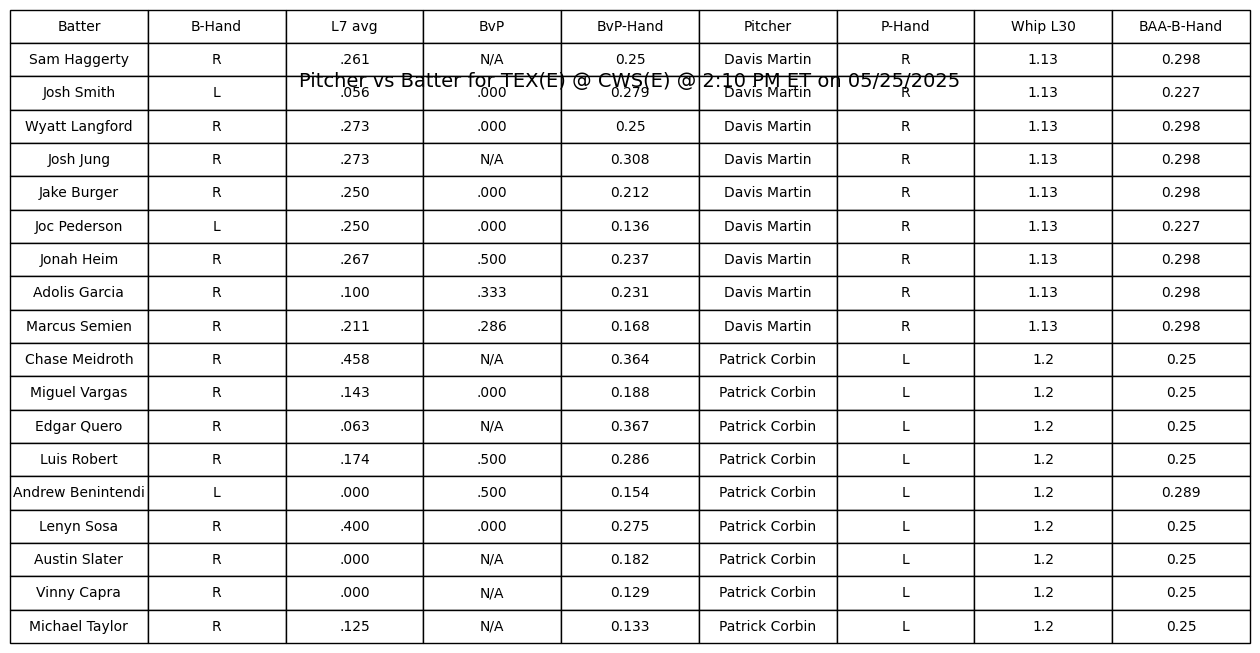 Batter B-Hand L7 avg BvP BvP-Hand Pitcher P-Hand Whip L30 BAA-B-Hand
Sam Haggerty R .261 N/A 0.25 Davis Martin R 1.13 0.298
Pitcher vs Batter for TEX(E) @ CWS(E) @ 2:10 PM ET on 05/25/2025
Josh Smith L .056 .000 0.279 Davis Martin R 1.13 0.227
Wyatt Langford R .273 .000 0.25 Davis Martin R 1.13 0.298
Josh Jung R .273 N/A 0.308 Davis Martin R 1.13 0.298
Jake Burger R .250 .000 0.212 Davis Martin R 1.13 0.298
Joc Pederson L .250 .000 0.136 Davis Martin R 1.13 0.227
Jonah Heim R .267 .500 0.237 Davis Martin R 1.13 0.298
Adolis Garcia R .100 .333 0.231 Davis Martin R 1.13 0.298
Marcus Semien R .211 .286 0.168 Davis Martin R 1.13 0.298
Chase Meidroth R .458 N/A 0.364 Patrick Corbin L 1.2 0.25
Miguel Vargas R .143 .000 0.188 Patrick Corbin L 1.2 0.25
Edgar Quero R .063 N/A 0.367 Patrick Corbin L 1.2 0.25
Luis Robert R .174 .500 0.286 Patrick Corbin L 1.2 0.25
Andrew Benintendi L .000 .500 0.154 Patrick Corbin L 1.2 0.289
Lenyn Sosa R .400 .000 0.275 Patrick Corbin L 1.2 0.25
Austin Slater R .000 N/A 0.182 Patrick Corbin L 1.2 0.25
Vinny Capra R .000 N/A 0.129 Patrick Corbin L 1.2 0.25
Michael Taylor R .125 N/A 0.133 Patrick Corbin L 1.2 0.25